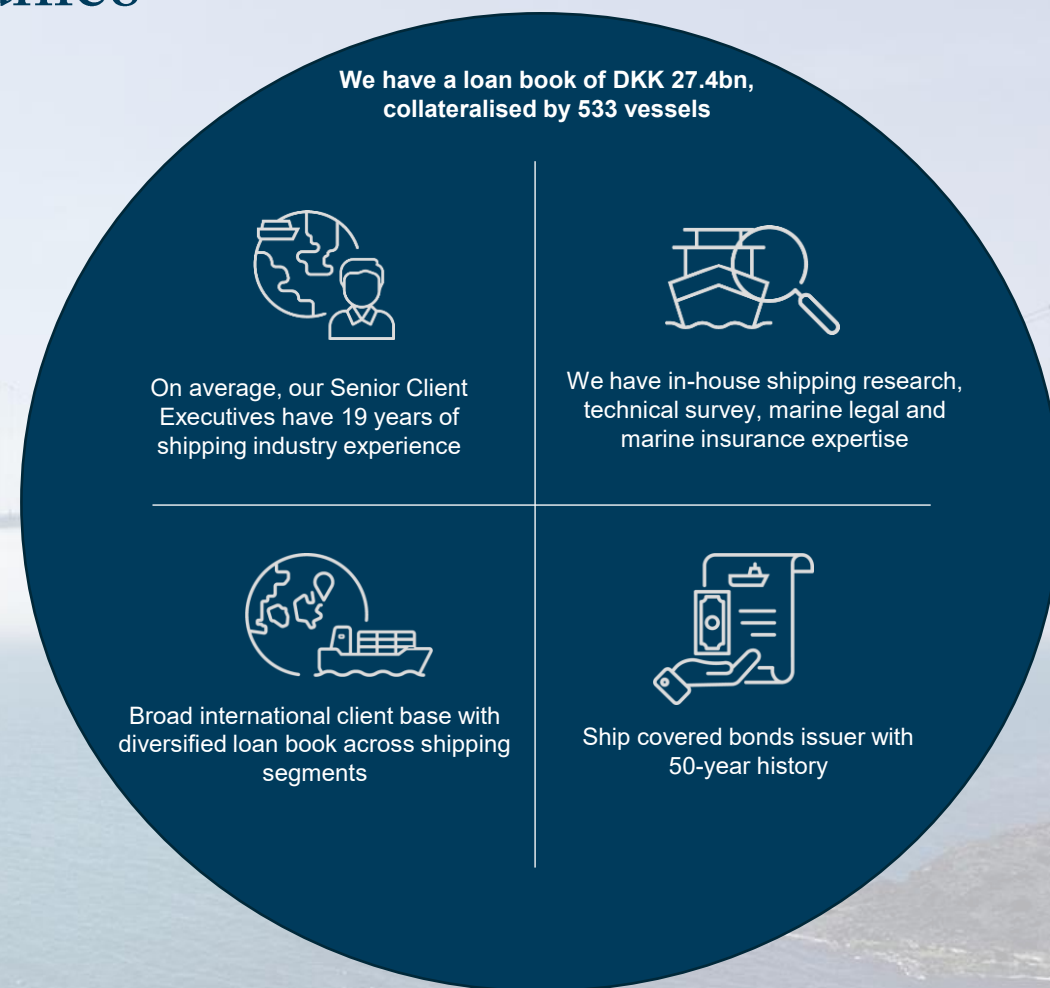 We have a loan book of DKK 27.4bn,
collateralised by 533 vessels
On average, our Senior Client
Executives have 19 years of
shipping industry experience
We have in-house shipping research,
technical survey, marine legal and
marine insurance expertise
Broad international client base with
diversified loan book across shipping
segments
Ship covered bonds issuer with
50-year history